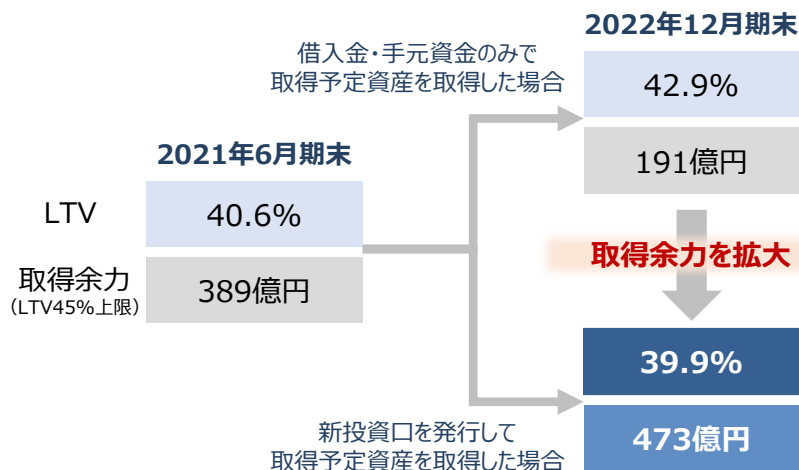 2022年12月期末
借入金・手元資金のみで
取得予定資産を取得した場合
42.9%
191億円
2021年6月期末
LTV
40.6%
取得余力
（LTV45%上限）
389億円
取得余力を拡大
39.9%
473億円
新投資口を発行して
取得予定資産を取得した場合